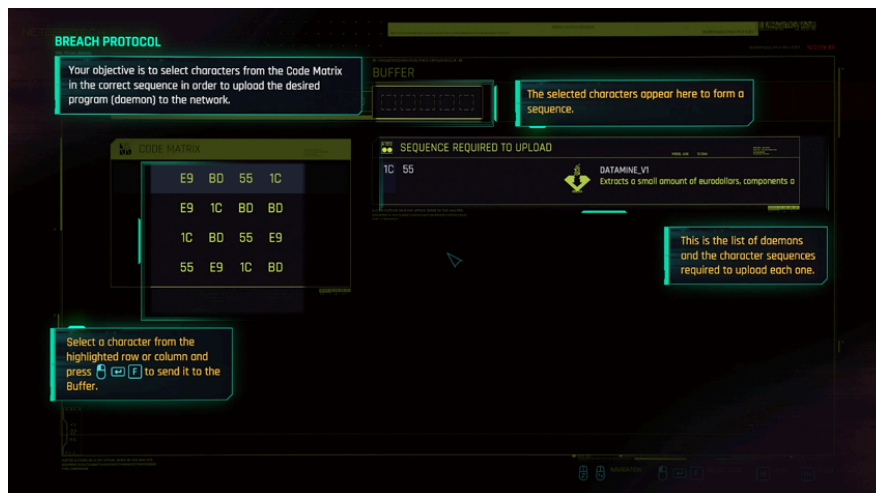 BREACH PROTOCOL
Your objective is to select characters from the Code Matrix
in the correct sequence in order to upload the desired
program (daemon) to the network.
BUFFER
The selected characters appear here to form a
sequence.
CODE MATRIX
E9 BD 55 1C
E9 1C BD BD
1C BD 55 E9
55 E9 1C BD
SEQUENCE REQUIRED TO UPLOAD
1C 55
DATAMINE_V1
Extracts a small amount of eurodollars, components a
This is the list of daemons
and the character sequences
required to upload each one.
Select a character from the
highlighted row or column and
press F to send it to the
Buffer.